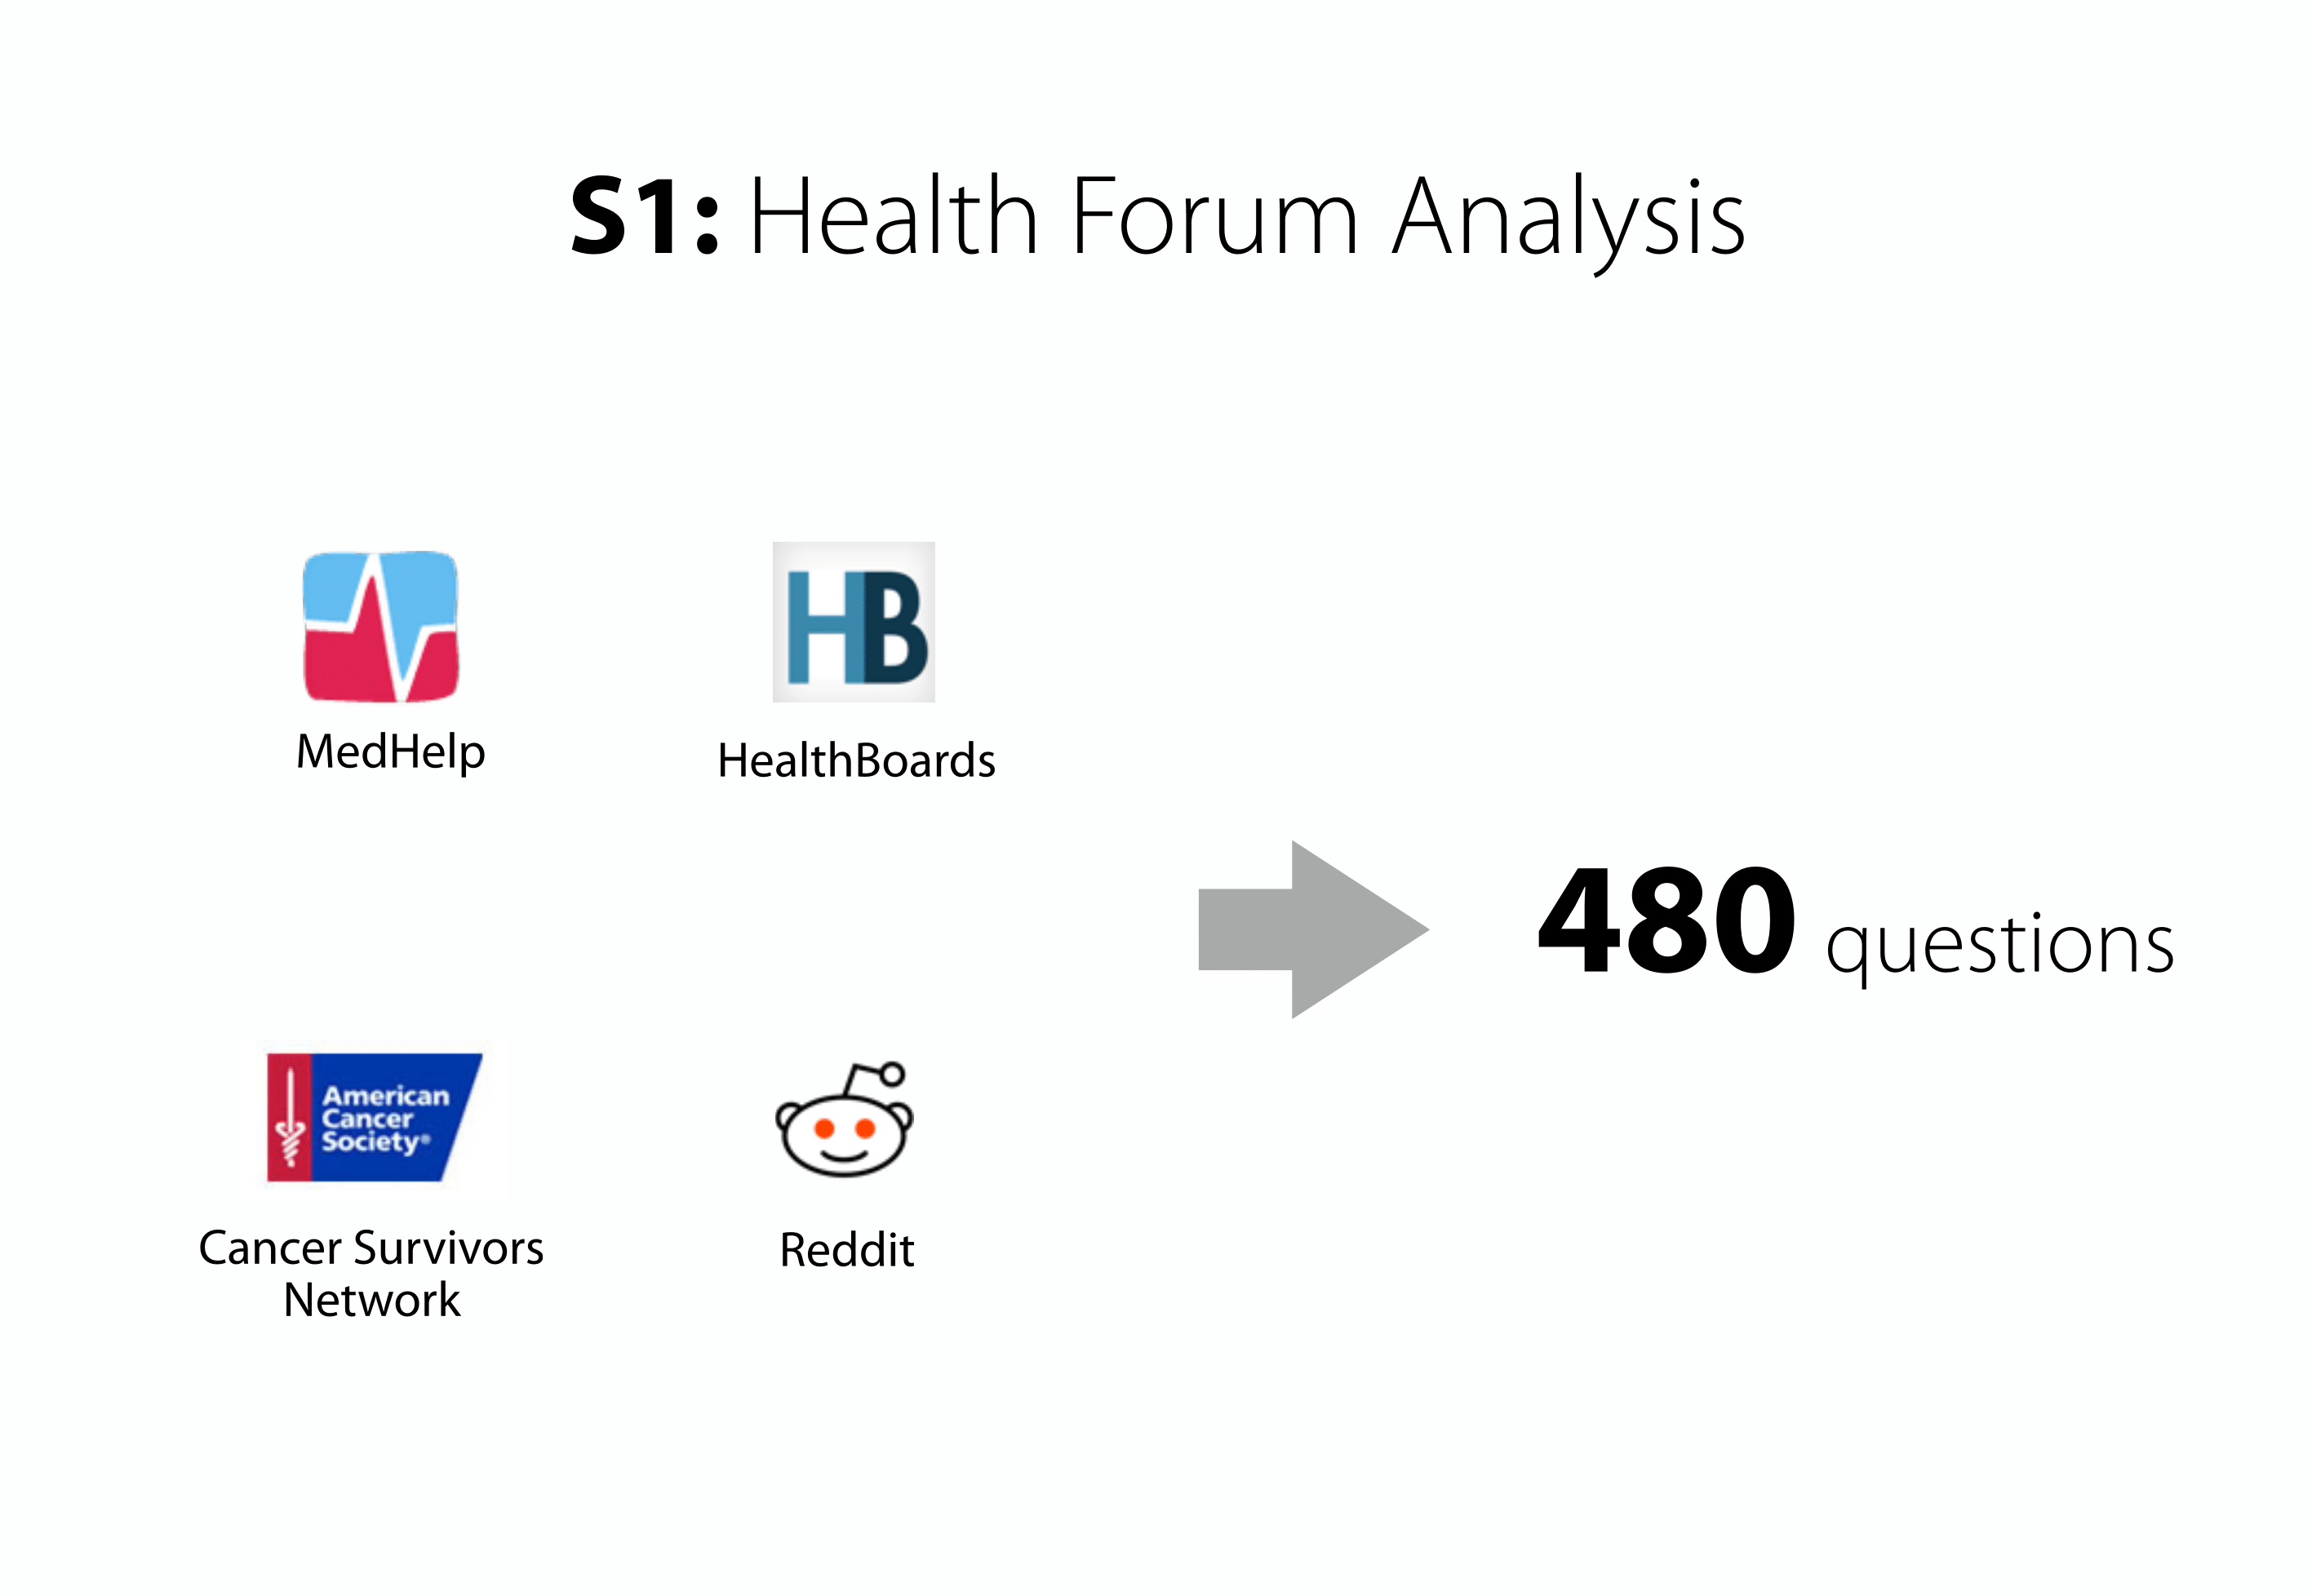 S1: Health Forum Analysis
HB
MedHelp
HealthBoards
480 questions
American
Cancer
Society®
Cancer Survivors
Network
Reddit